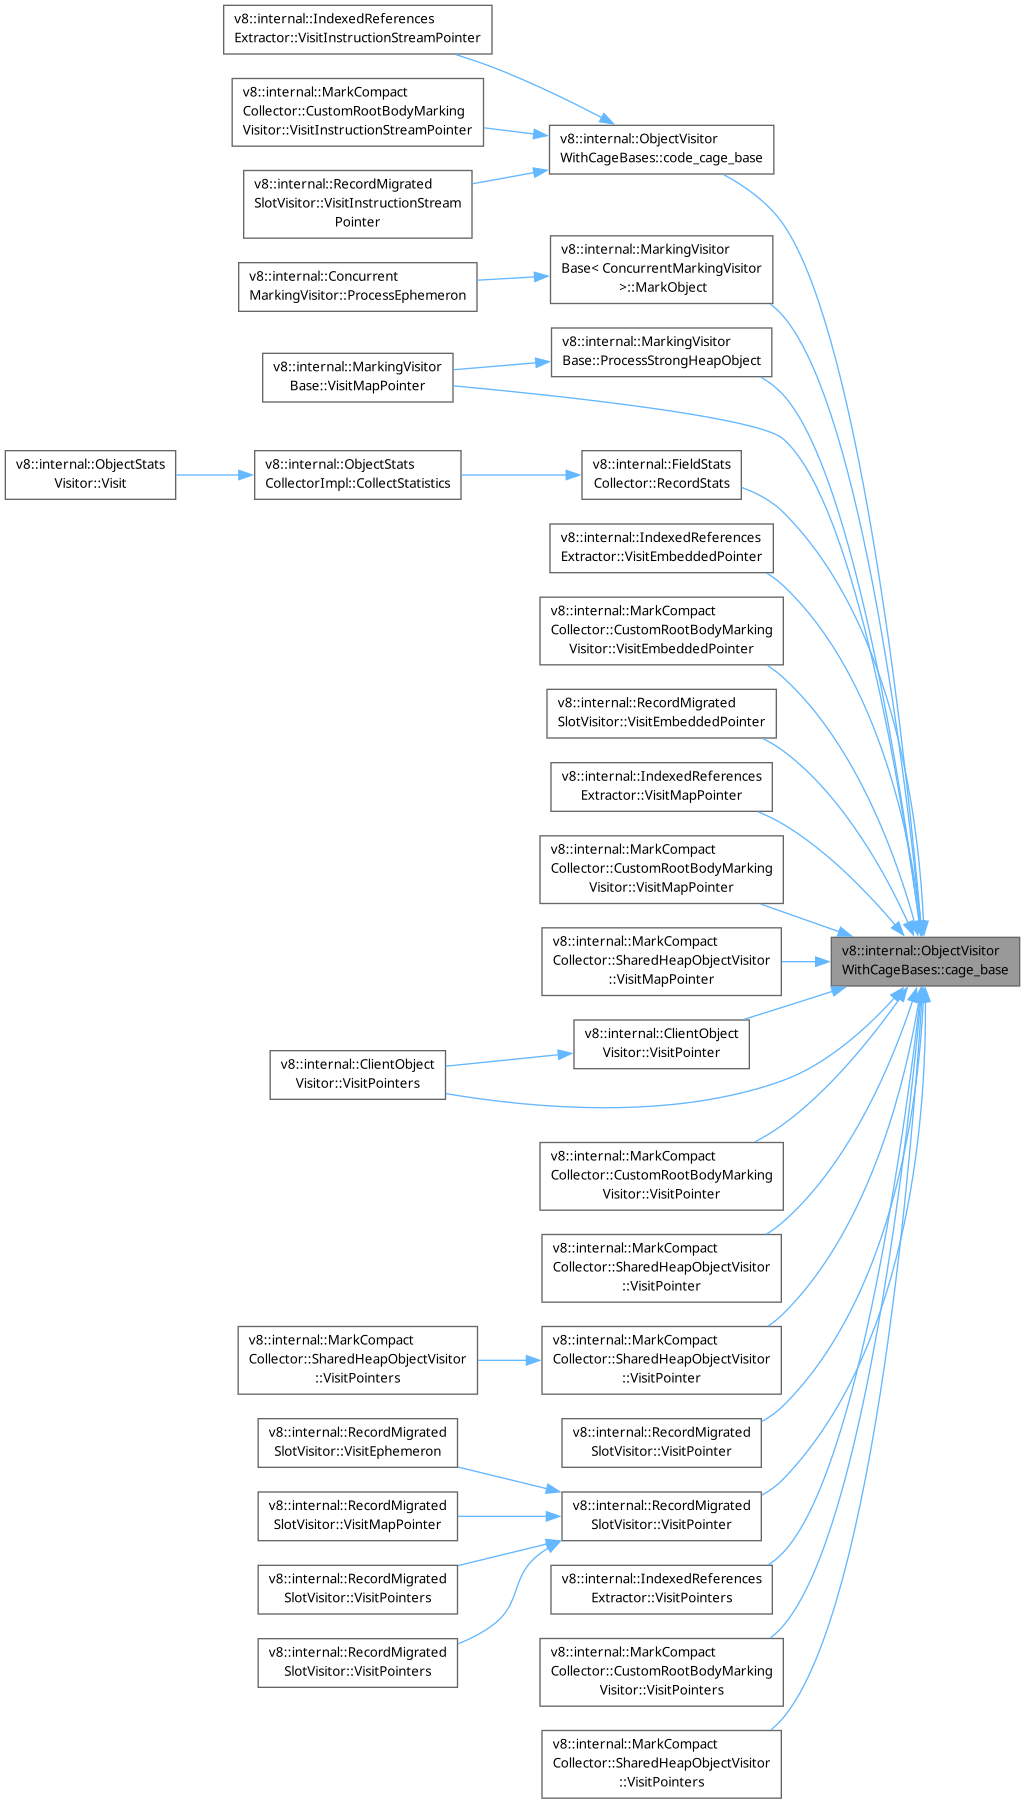 v8::internal::IndexedReferences
Extractor::VisitInstructionStreamPointer
v8::internal::MarkCompact
Collector::CustomRootBodyMarking
Visitor::VisitInstructionStreamPointer
v8::internal::ObjectVisitor
WithCageBases::code_cage_base
v8::internal::RecordMigrated
SlotVisitor::VisitInstructionStream
Pointer
v8::internal::MarkingVisitor
Base< ConcurrentMarkingVisitor
>::MarkObject
v8::internal::Concurrent
MarkingVisitor::ProcessEphemeron
v8::internal::MarkingVisitor
Base::ProcessStrongHeapObject
v8::internal::MarkingVisitor
Base::VisitMapPointer
v8::internal::ObjectStats
Visitor::Visit
v8::internal::ObjectStats
CollectorImpl::CollectStatistics
v8::internal::FieldStats
Collector::RecordStats
v8::internal::IndexedReferences
Extractor::VisitEmbeddedPointer
v8::internal::MarkCompact
Collector::CustomRootBodyMarking
Visitor::VisitEmbeddedPointer
v8::internal::RecordMigrated
SlotVisitor::VisitEmbeddedPointer
v8::internal::IndexedReferences
Extractor::VisitMapPointer
v8::internal::MarkCompact
Collector::CustomRootBodyMarking
Visitor::VisitMapPointer
v8::internal::MarkCompact
Collector::SharedHeapObjectVisitor
::VisitMapPointer
v8::internal::ObjectVisitor
WithCageBases::cage_base
v8::internal::ClientObject
Visitor::VisitPointer
v8::internal::ClientObject
Visitor::VisitPointers
v8::internal::MarkCompact
Collector::CustomRootBodyMarking
Visitor::VisitPointer
v8::internal::MarkCompact
Collector::SharedHeapObjectVisitor
::VisitPointer
v8::internal::MarkCompact
Collector::SharedHeapObjectVisitor
::VisitPointers
v8::internal::MarkCompact
Collector::SharedHeapObjectVisitor
::VisitPointer
v8::internal::RecordMigrated
SlotVisitor::VisitEphemeron
v8::internal::RecordMigrated
SlotVisitor::VisitPointer
v8::internal::RecordMigrated
SlotVisitor::VisitMapPointer
v8::internal::RecordMigrated
SlotVisitor::VisitPointer
v8::internal::RecordMigrated
SlotVisitor::VisitPointers
v8::internal::IndexedReferences
Extractor::VisitPointers
v8::internal::RecordMigrated
SlotVisitor::VisitPointers
v8::internal::MarkCompact
Collector::CustomRootBodyMarking
Visitor::VisitPointers
v8::internal::MarkCompact
Collector::SharedHeapObjectVisitor
::VisitPointers